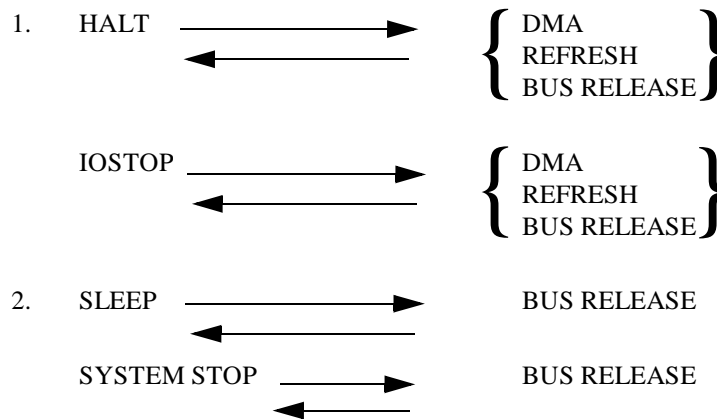 1. HALT { DMA
REFRESH
BUS RELEASE }
IOSTOP { DMA
REFRESH
BUS RELEASE }
2. SLEEP BUS RELEASE
SYSTEM STOP BUS RELEASE